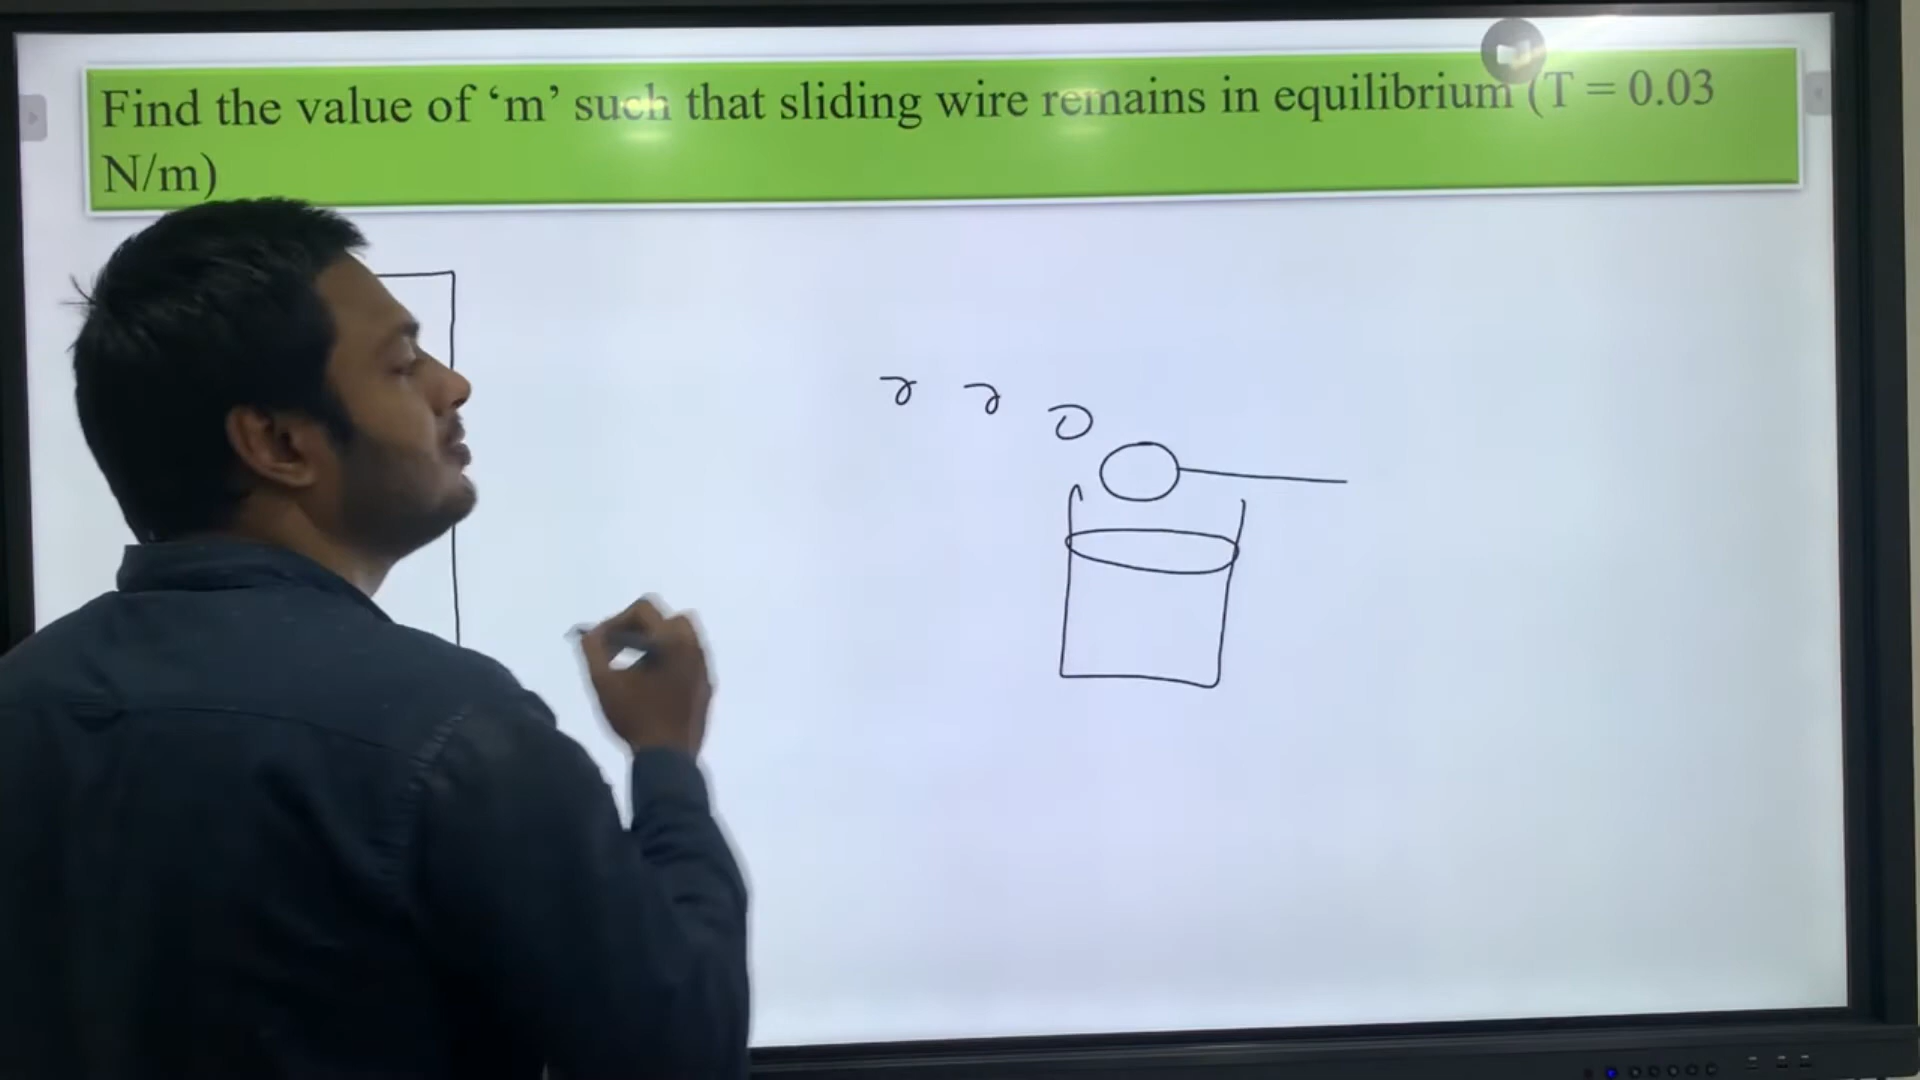 Find the value of ‘m’ such that sliding wire remains in equilibrium (T = 0.03
N/m)